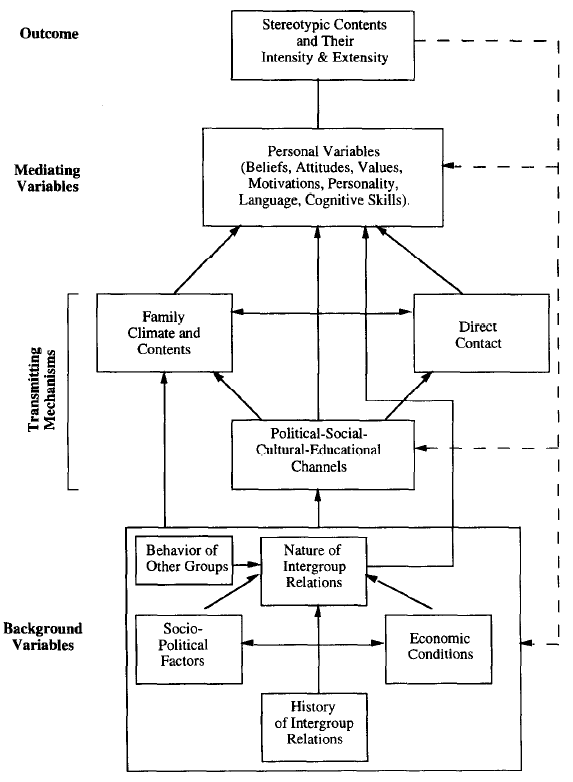 Outcome
Stereotypic Contents
and Their
Intensity & Extensity
Mediating
Variables
Personal Variables
(Beliefs, Attitudes, Values,
Motivations, Personality,
Language, Cognitive Skills).
Transmitting
Mechanisms
Family
Climate and
Contents
Direct
Contact
Political-Social-
Cultural-Educational
Channels
Background
Variables
Behavior of
Other Groups
Nature of
Intergroup
Relations
Socio-
Political
Factors
Economic
Conditions
History
of Intergroup
Relations